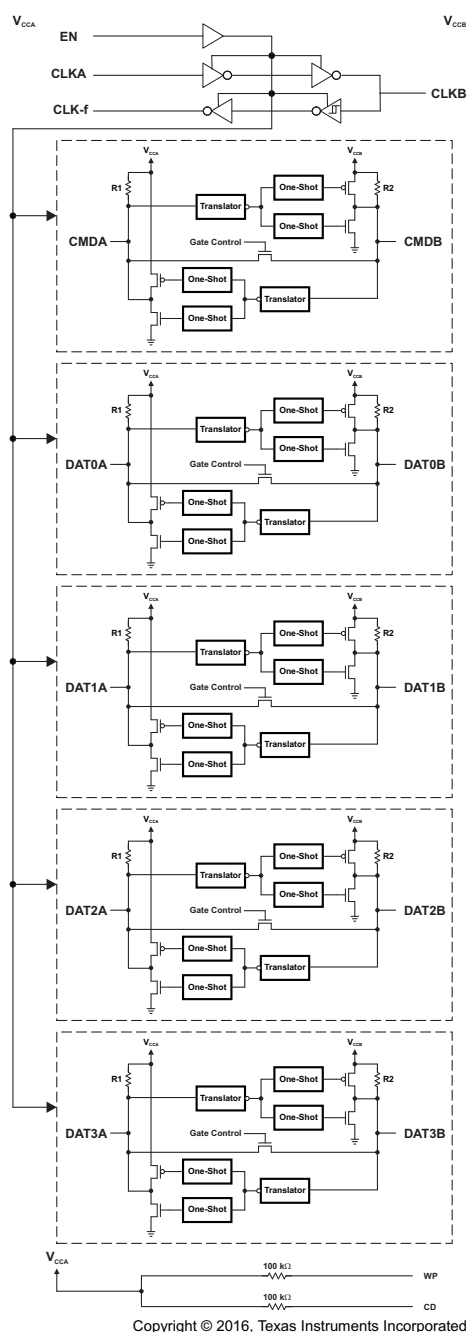 VCCA VCCB
EN
CLKA
CLKB
CLK-f
VCCA VCCB
R1 One-Shot R2
Translator
One-Shot
CMDA Gate Control CMDB
One-Shot
Translator
One-Shot
VCCA VCCB
R1 One-Shot R2
Translator
One-Shot
DAT0A Gate Control DAT0B
One-Shot
Translator
One-Shot
VCCA VCCB
R1 One-Shot R2
Translator
One-Shot
DAT1A Gate Control DAT1B
One-Shot
Translator
One-Shot
VCCA VCCB
R1 One-Shot R2
Translator
One-Shot
DAT2A Gate Control DAT2B
One-Shot
Translator
One-Shot
VCCA VCCB
R1 One-Shot R2
Translator
One-Shot
DAT3A Gate Control DAT3B
One-Shot
Translator
One-Shot
VCCA
100 kΩ
WP
100 kΩ
CD
Copyright © 2016, Texas Instruments Incorporated